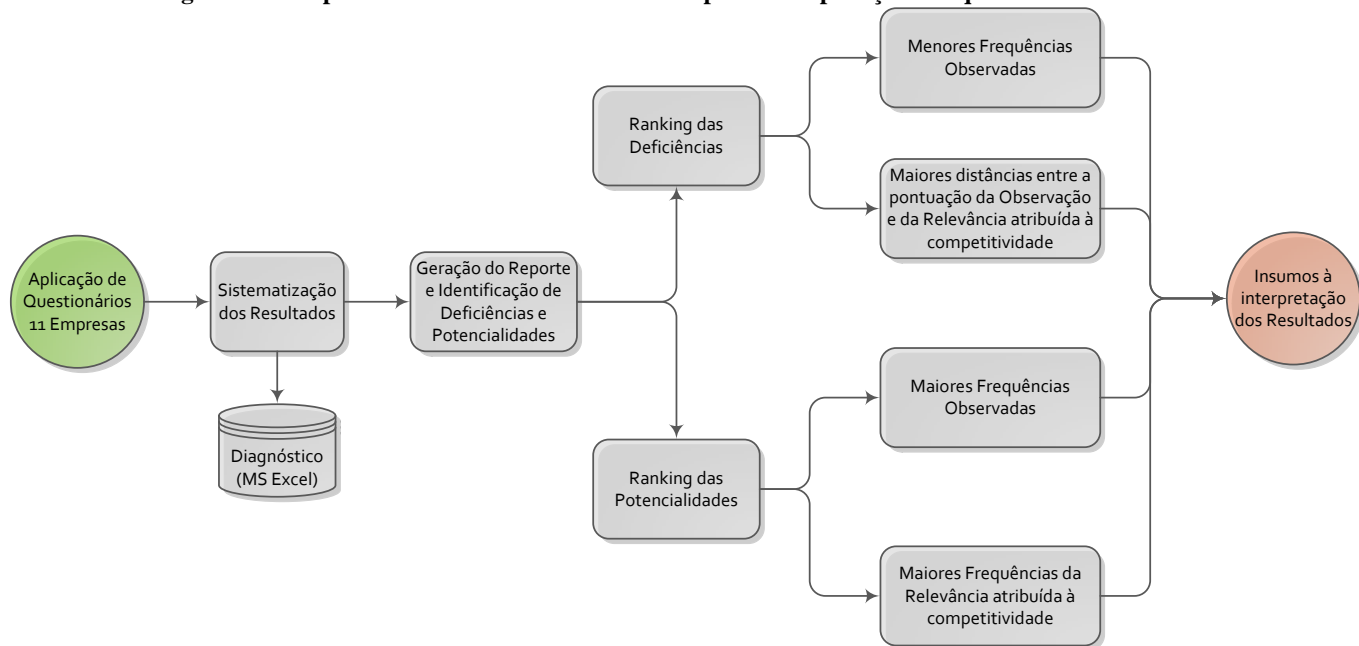 Menores Frequências
Observadas
Ranking das
Deficiências
Maiores distâncias entre a
pontuação da Observação
e da Relevância atribuída à
competitividade
Aplicação de
Questionários
11 Empresas
Sistematização
dos Resultados
Geração do Reporte
e Identificação de
Deficiências e
Potencialidades
Insumos à
interpretação
dos Resultados
Diagnóstico
(MS Excel)
Maiores Frequências
Observadas
Ranking das
Potencialidades
Maiores Frequências da
Relevância atribuída à
competitividade